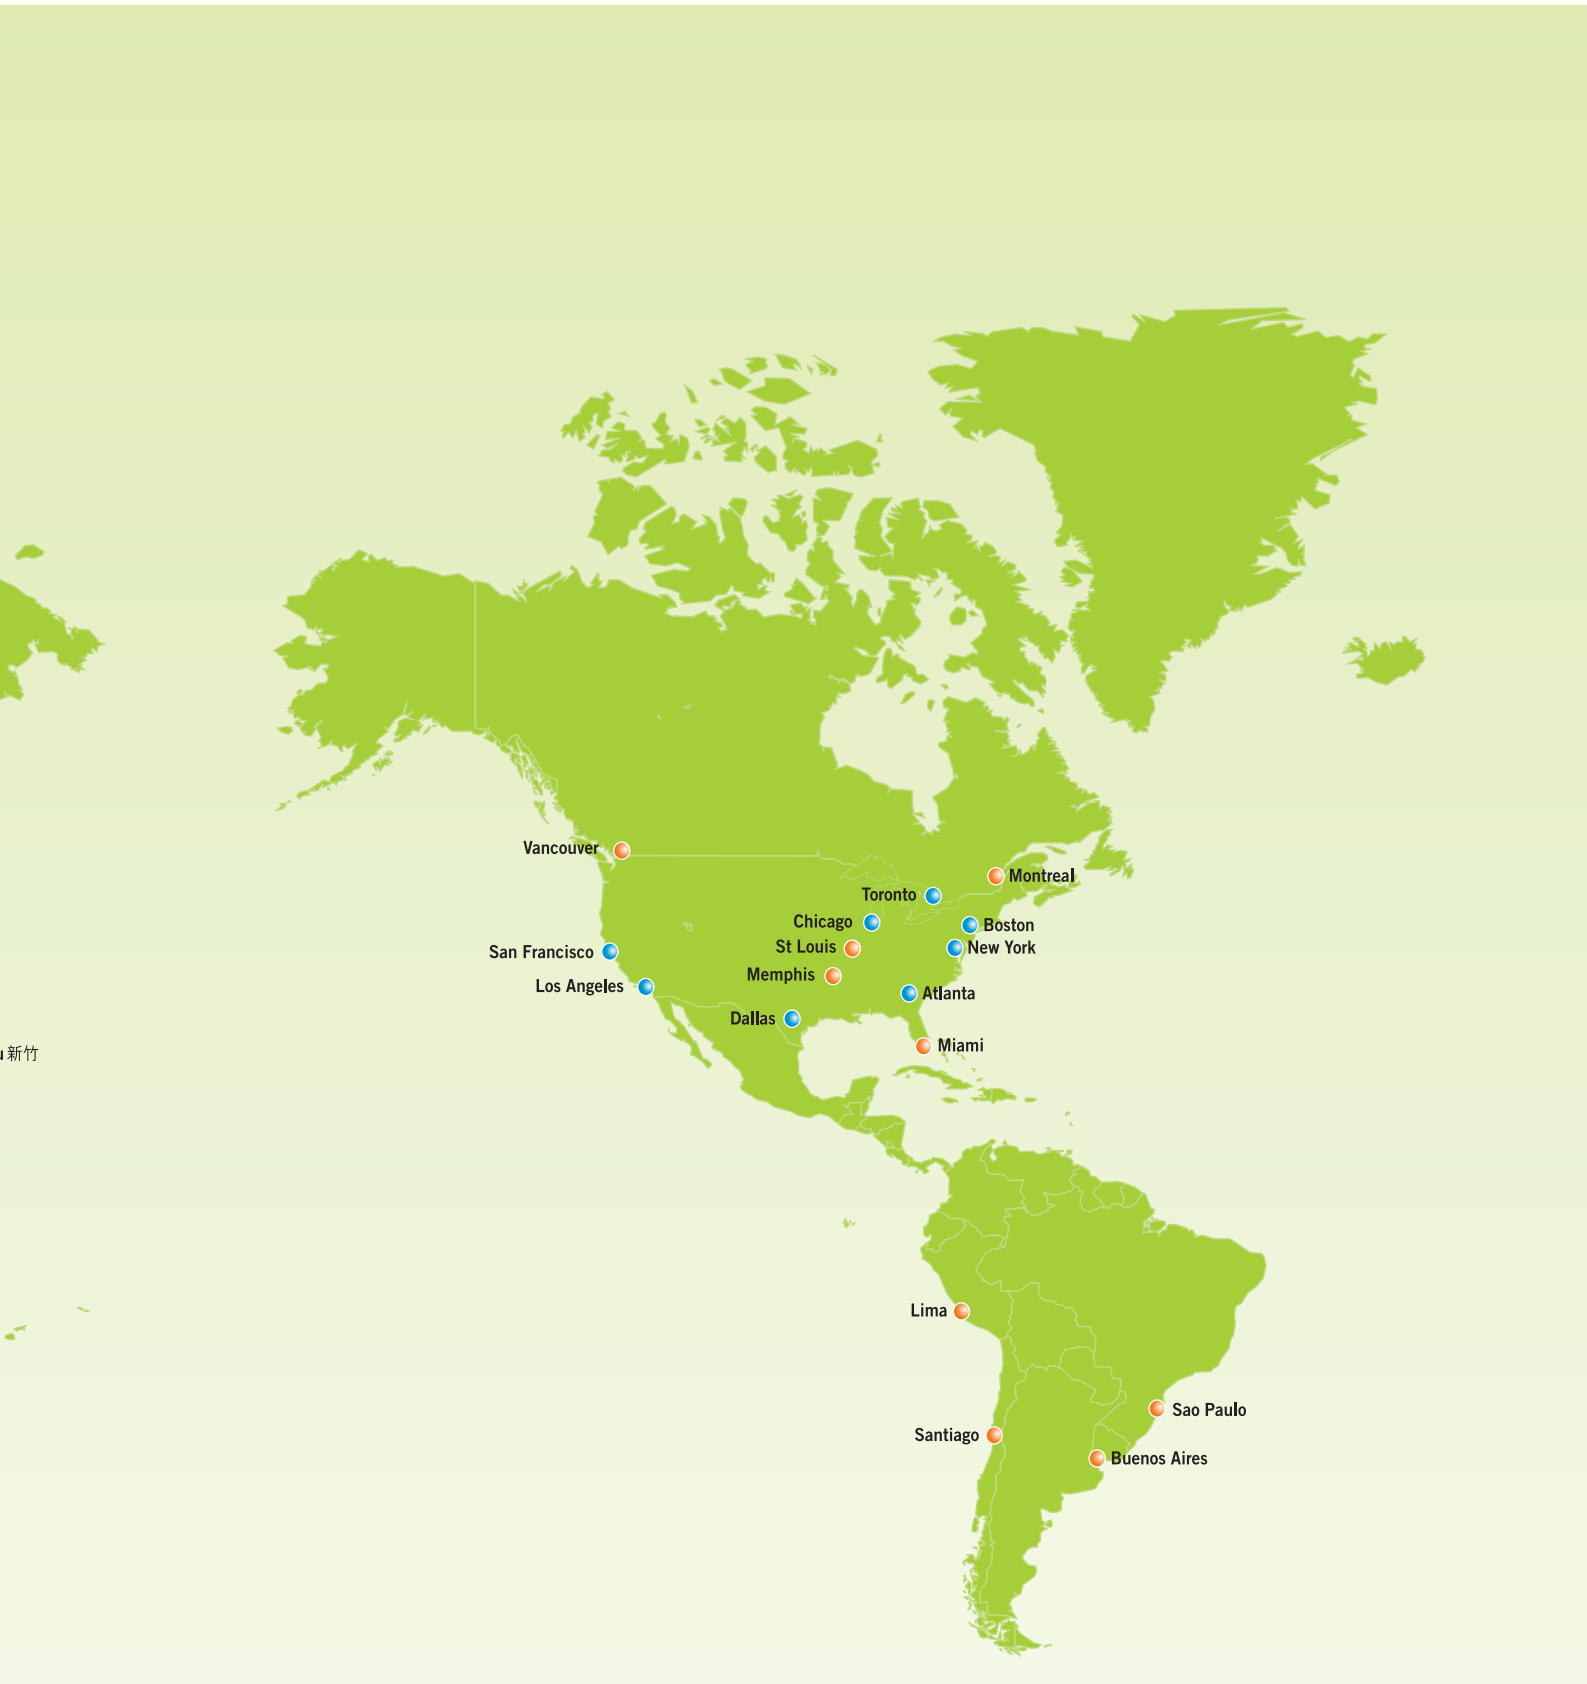 Vancouver
Montreal
Toronto
Chicago
Boston
St Louis
New York
San Francisco
Memphis
Los Angeles
Atlanta
Dallas
Miami
新竹
Lima
Sao Paulo
Santiago
Buenos Aires